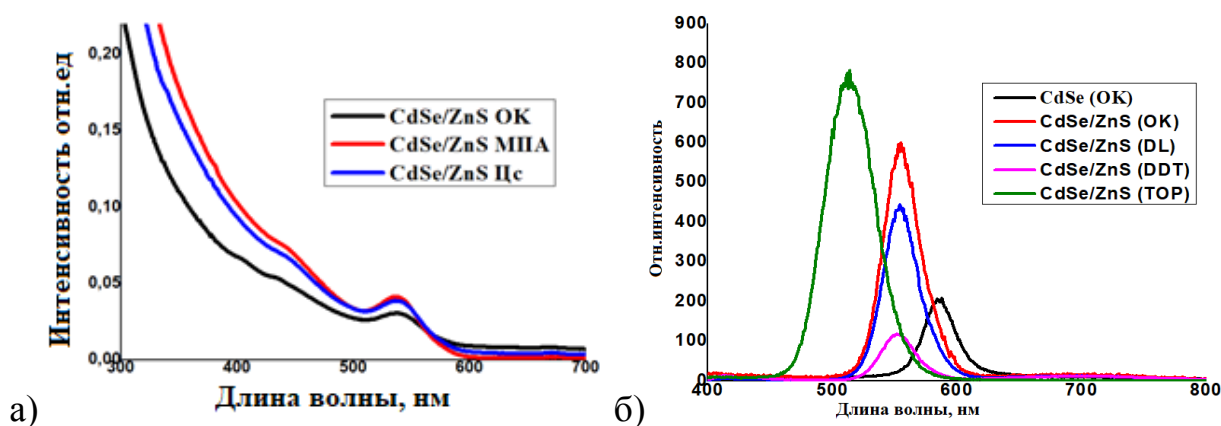 Интенсивность отн.ед
0,20
0,15
0,10
0,05
0,00
300
400
500
600
700
Длина волны, нм
CdSe/ZnS ОК
CdSe/ZnS МПА
CdSe/ZnS Цс
а)
Отн.интенсивность
900
800
700
600
500
400
300
200
100
0
400
500
600
700
800
Длина волны, нм
CdSe (ОК)
CdSe/ZnS (ОК)
CdSe/ZnS (DL)
CdSe/ZnS (DDT)
CdSe/ZnS (TOP)
б)